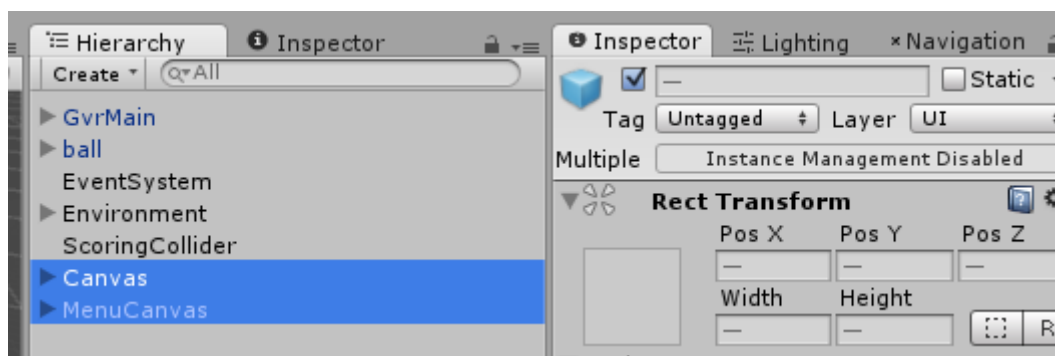 Hierarchy Inspector
Create All
GvrMain
ball
EventSystem
Environment
ScoringCollider
Canvas
MenuCanvas
Inspector Lighting Navigation
— Static
Tag Untagged Layer UI
Multiple Instance Management Disabled
Rect Transform
Pos X Pos Y Pos Z
— — —
Width Height
— — R